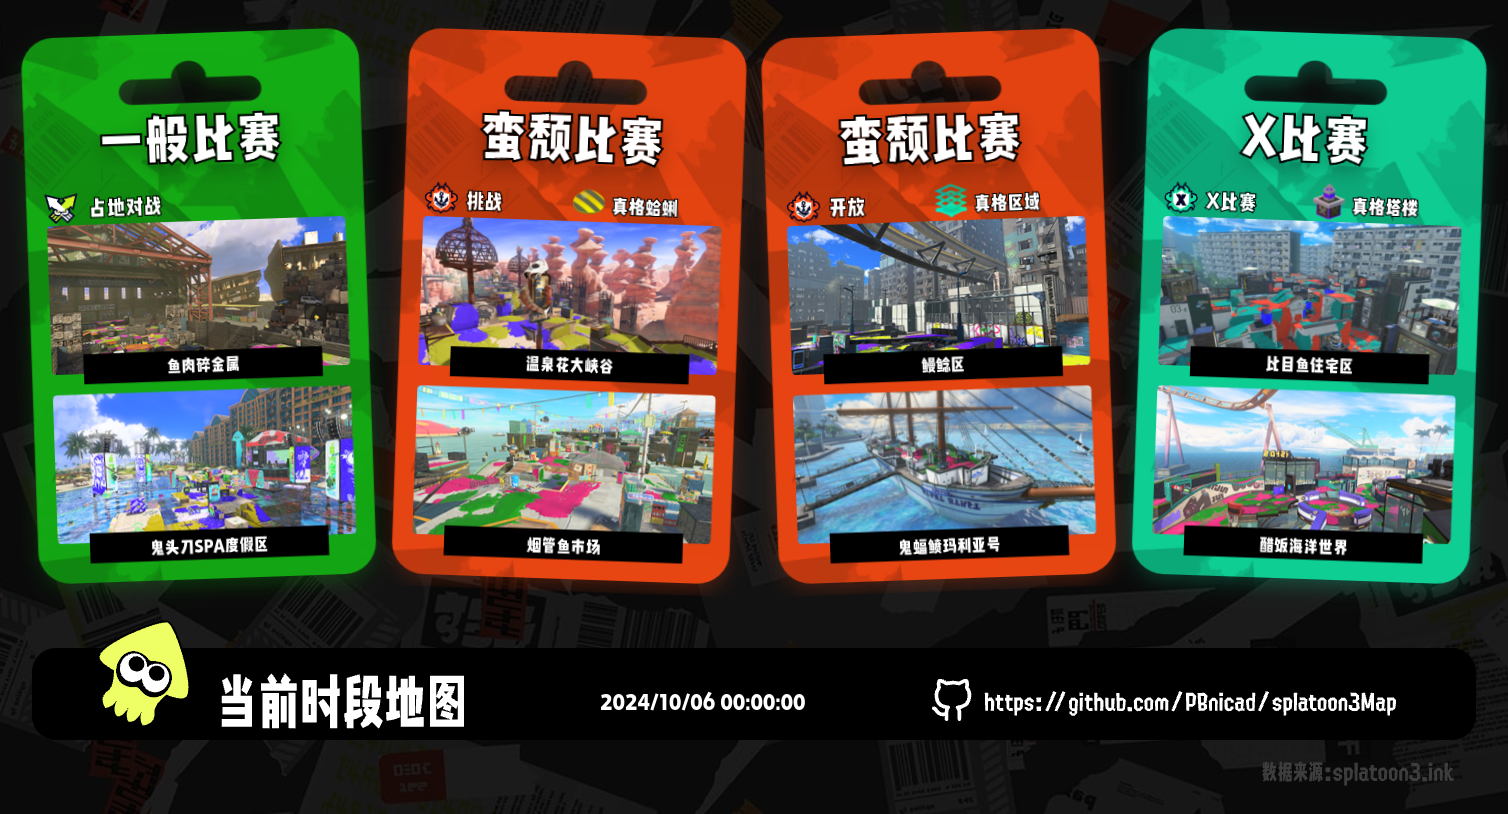 一般比赛
占地对战
鱼肉碎金属
鬼头刀SPA度假区
蛮颓比赛
挑战
真格蛤蜊
温泉花大峡谷
烟管鱼市场
蛮颓比赛
开放
真格区域
鳗鲶区
鬼蝠鲼玛利亚号
X比赛
X比赛
真格塔楼
比目鱼住宅区
醋饭海洋世界
当前时段地图
2024/10/06 00:00:00
https://github.com/PBnicad/splatoon3Map
数据来源:splatoon3.ink